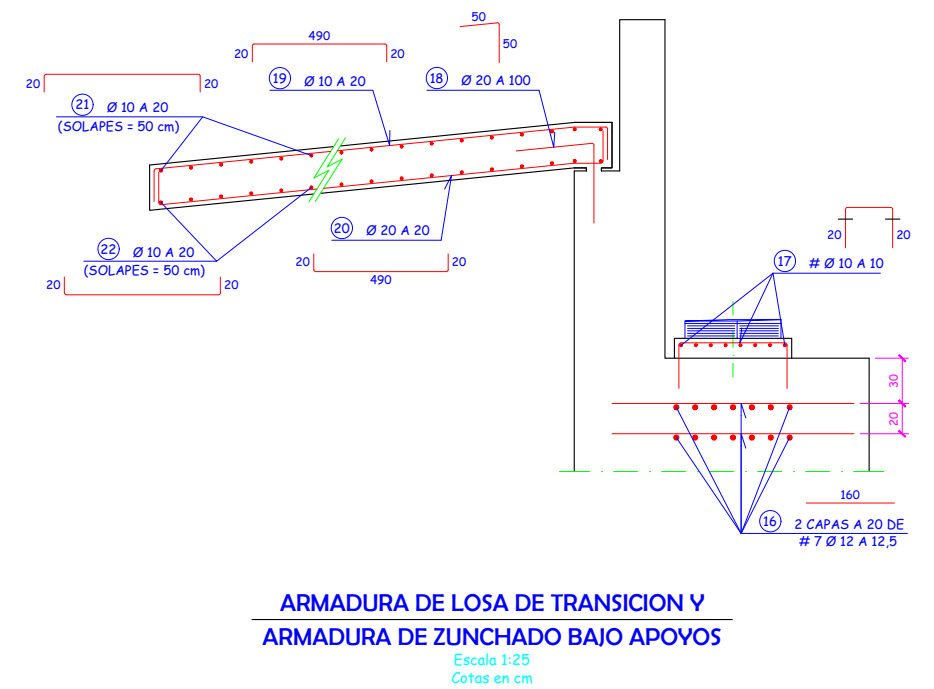 50
50
490
20
20
19 Ø 10 A 20
18 Ø 20 A 100
20
20
21 Ø 10 A 20
(SOLAPES = 50 cm)
20 Ø 20 A 20
20
20
490
22 Ø 10 A 20
(SOLAPES = 50 cm)
20
20
20
20
17 # Ø 10 A 10
30
20
160
16 2 CAPAS A 20 DE
# 7 Ø 12 A 12,5
ARMADURA DE LOSA DE TRANSICION Y
ARMADURA DE ZUNCHADO BAJO APOYOS
Escala 1:25
Cotas en cm